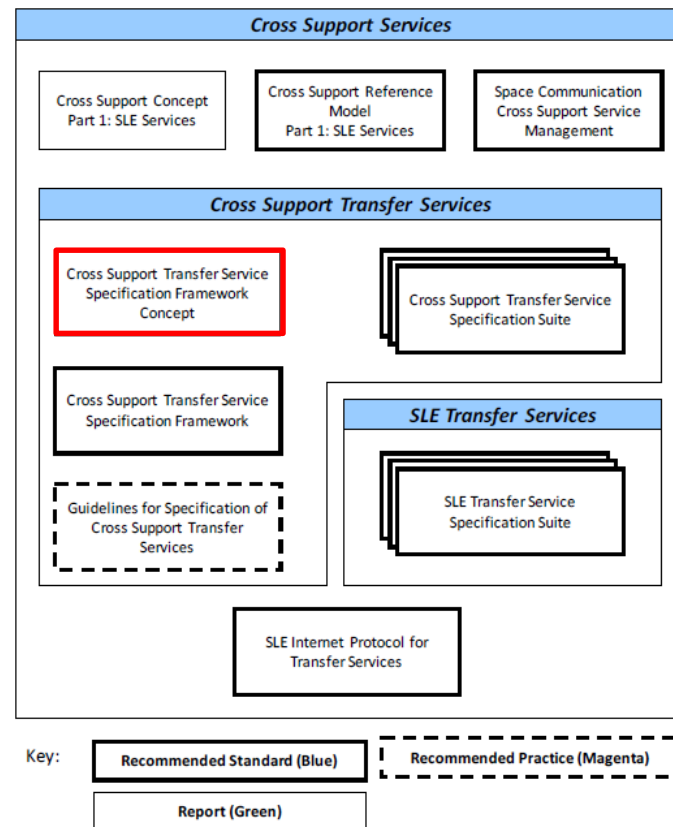 Cross Support Services
Cross Support Concept
Part 1: SLE Services
Cross Support Reference
Model
Part 1: SLE Services
Space Communication
Cross Support Service
Management
Cross Support Transfer Services
Cross Support Transfer Service
Specification Framework
Concept
Cross Support Transfer Service
Specification Suite
Cross Support Transfer Service
Specification Framework
SLE Transfer Services
Guidelines for Specification of
Cross Support Transfer
Services
SLE Transfer Service
Specification Suite
SLE Internet Protocol for
Transfer Services
Key:
Recommended Standard (Blue)
Recommended Practice (Magenta)
Report (Green)